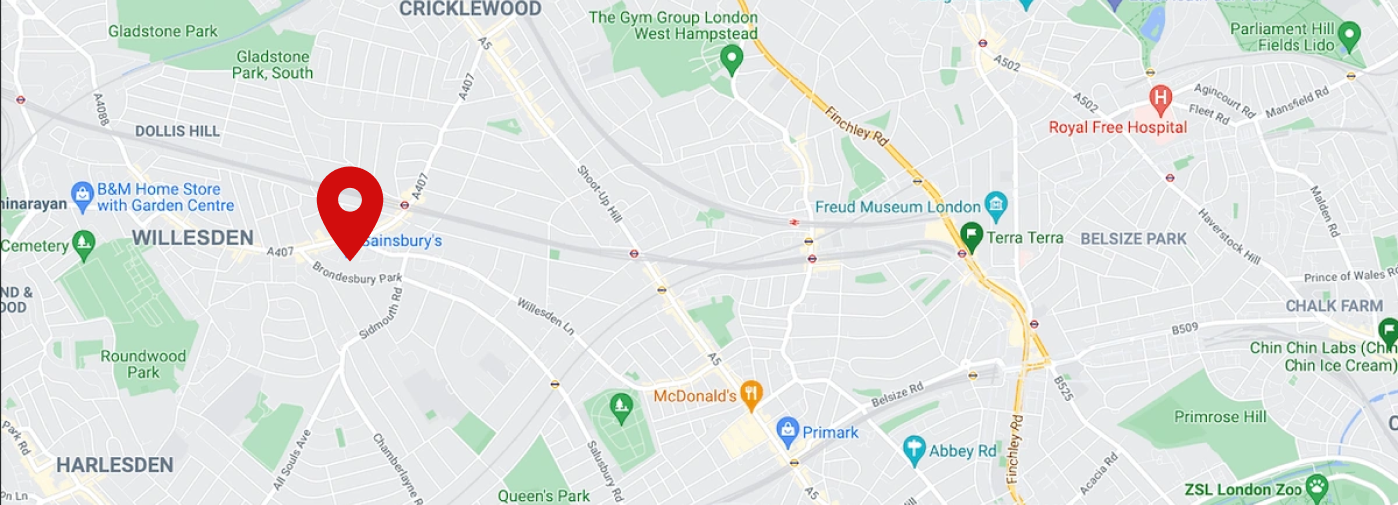 CRICKLEWOOD
Gladstone Park
Gladstone
Park, South
The Gym Group London
West Hampstead
Parliament Hill
Fields Lido
A5
A407
A408B
A502
A502
Finchley Rd
Agincourt Rd
Fleet Rd
Mansfield Rd
Royal Free Hospital
DOLLIS HILL
B&M Home Store
with Garden Centre
A407
Shoot-Up Hill
Malden Rd
Haverstock Hill
Freud Museum London
Terra Terra
BELSIZE PARK
Cemetery
WILLESDEN
A407
Sainsbury's
Brondesbury Park
Sidmouth Rd
Willesden Ln
Prince of Wales R
CHALK FARM
B509
Chin Chin Labs (Chin
Chin Ice Cream)
Roundwood
Park
A5
McDonald's
Belsize Rd
B525
Primark
Abbey Rd
Finchley Rd
Primrose Hill
Acacia Rd
Park Rd
HARLESDEN
All Souls Ave
Chamberlayne R
Salusbury Rd
Queen's Park
A5
ZSL London Zoo